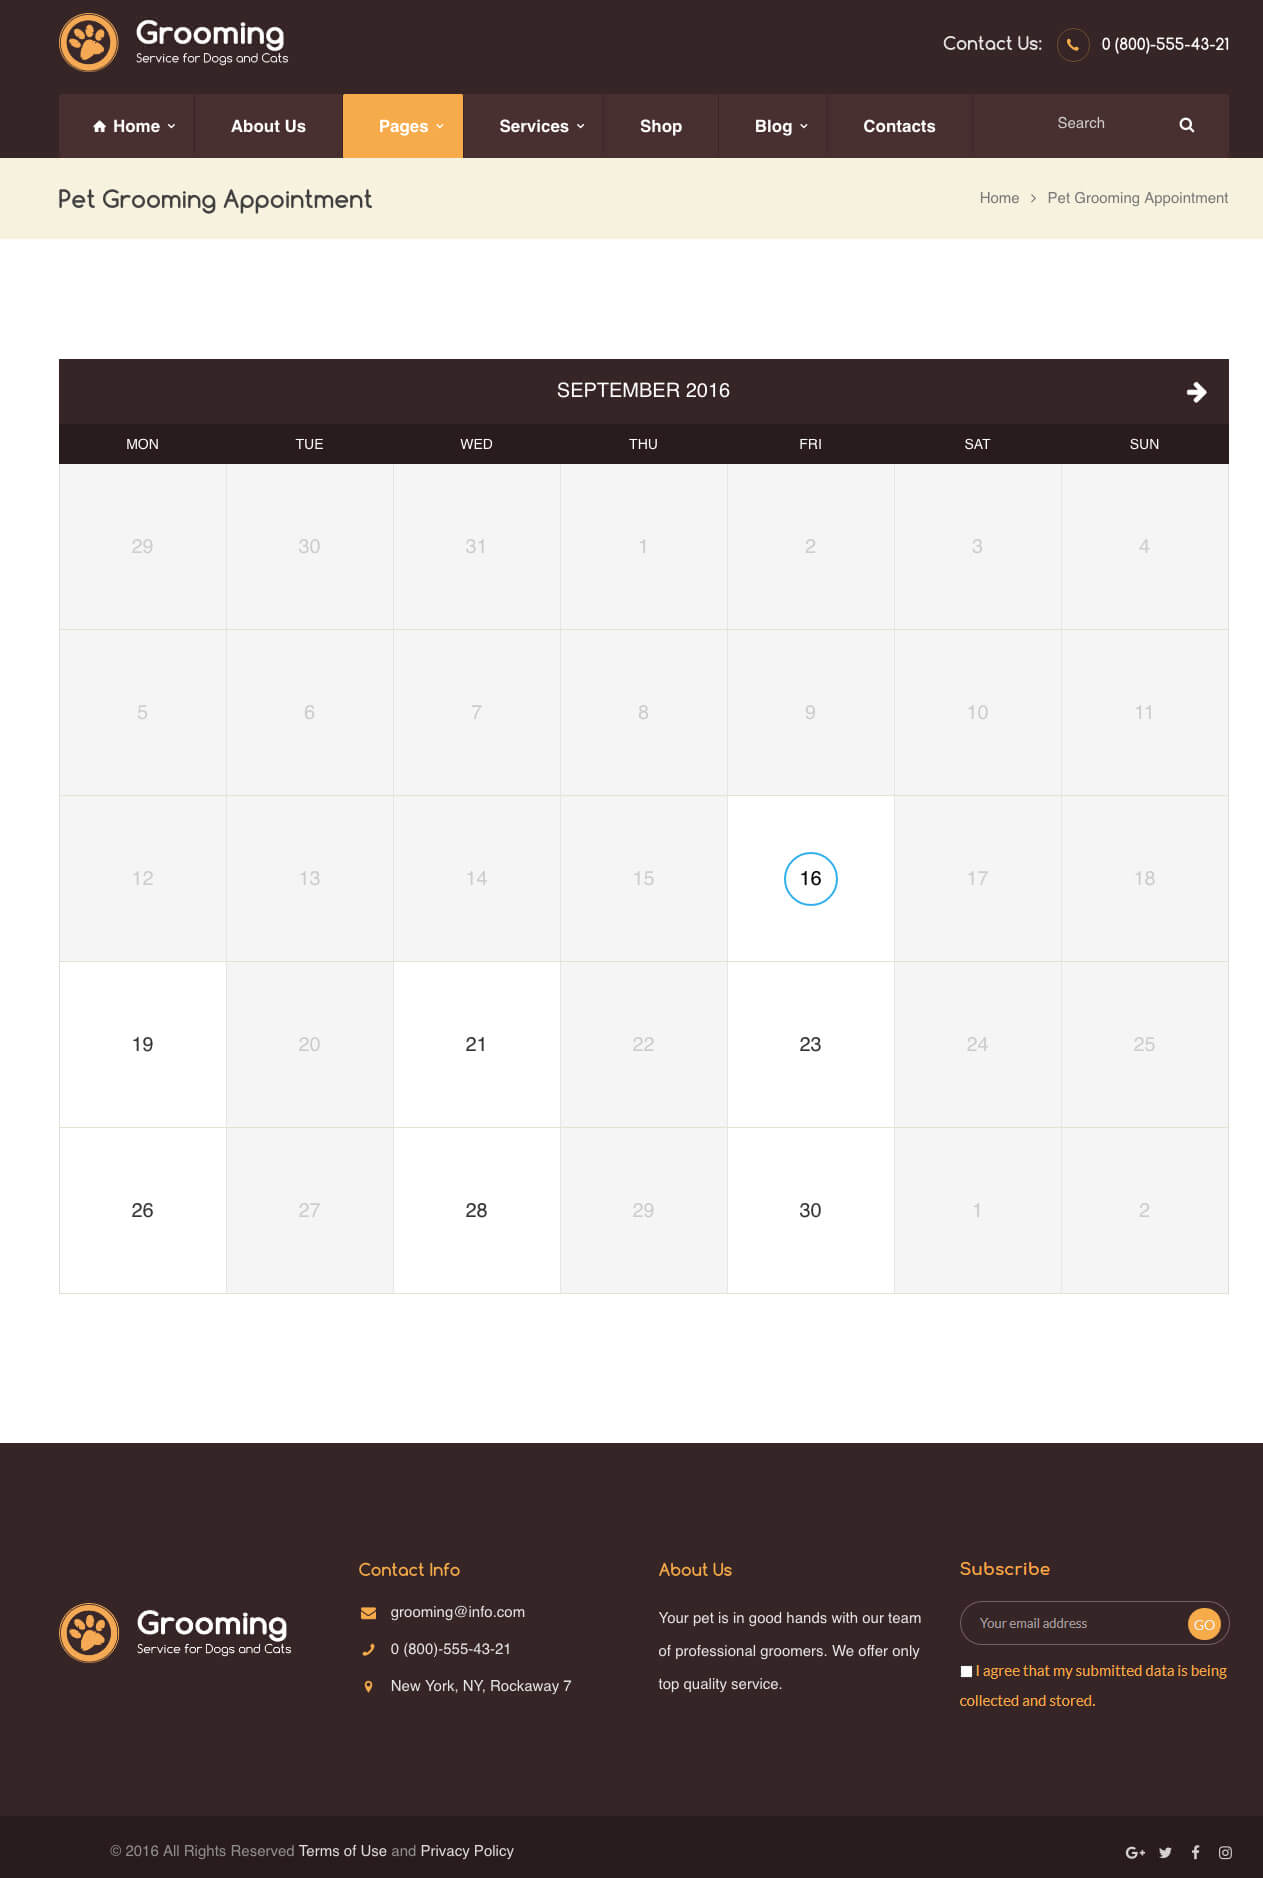 Grooming
Service for Dogs and Cats
Contact Us: 0 (800)-555-43-21
Home About Us Pages Services Shop Blog Contacts Search
Pet Grooming Appointment
Home > Pet Grooming Appointment
SEPTEMBER 2016
MON TUE WED THU FRI SAT SUN
29 30 31 1 2 3 4
5 6 7 8 9 10 11
12 13 14 15 16 17 18
19 20 21 22 23 24 25
26 27 28 29 30 1 2
Grooming
Service for Dogs and Cats
Contact Info
grooming@info.com
0 (800)-555-43-21
New York, NY, Rockaway 7
About Us
Your pet is in good hands with our team
of professional groomers. We offer only
top quality service.
Subscribe
Your email address GO
I agree that my submitted data is being
collected and stored.
© 2016 All Rights Reserved Terms of Use and Privacy Policy